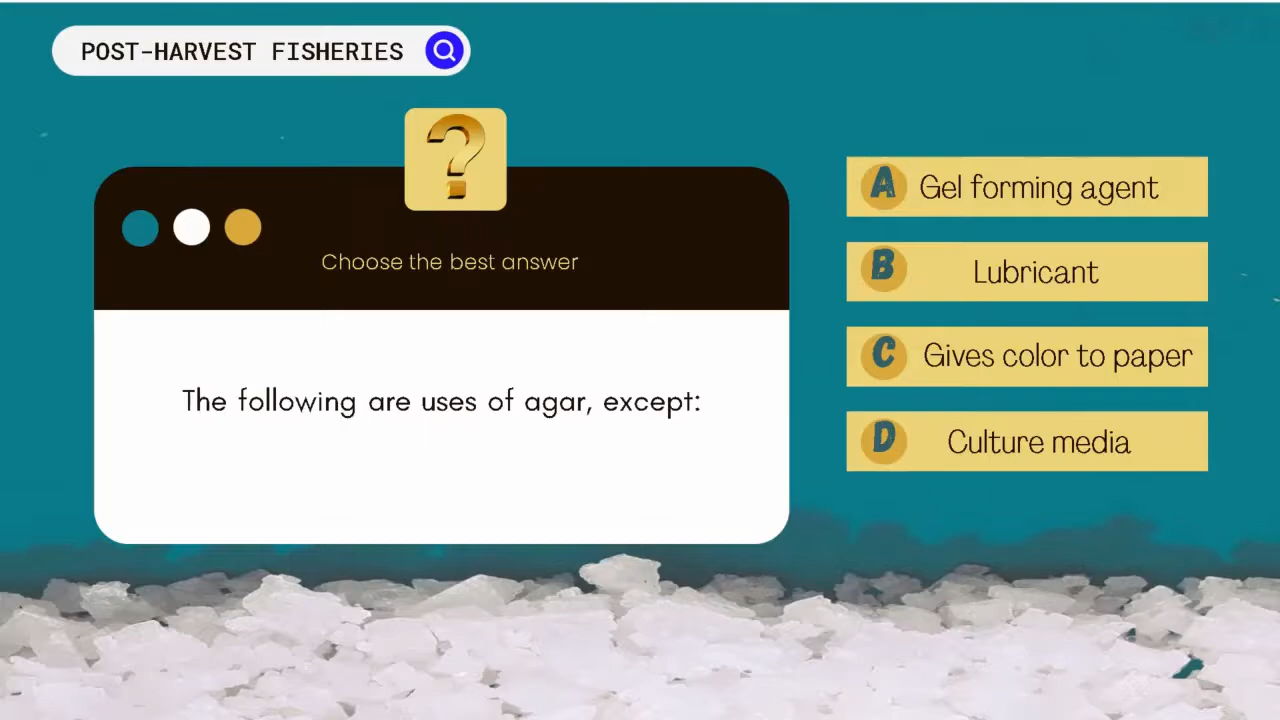 POST-HARVEST FISHERIES
?
Choose the best answer
The following are uses of agar, except:
A Gel forming agent
B Lubricant
C Gives color to paper
D Culture media